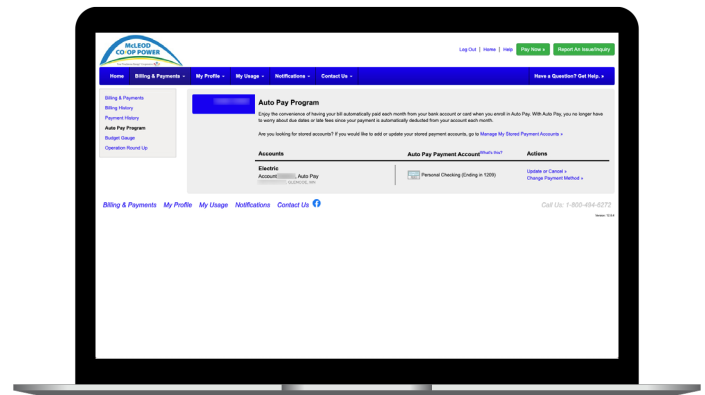 McLEOD
CO-OP POWER
Log Out | Home | Help
Pay Now »
Report An Issue/Inquiry
Home
Billing & Payments
My Profile
My Usage
Notifications
Contact Us
Have a Question? Get Help. »
Billing & Payments
Billing History
Payment History
Auto Pay Program
Budget Gauge
Operation Round Up
Auto Pay Program
Enjoy the convenience of having your bill automatically paid each month from your bank account or card when you enroll in Auto Pay. With Auto Pay, you no longer have
to worry about due dates or late fees since your payment is automatically deducted from your account each month.
Are you looking for stored accounts? If you would like to add or update your stored payment accounts, go to Manage My Stored Payment Accounts »
Accounts
Auto Pay Payment Account What's this?
Actions
Electric
Account Auto Pay
GLENCOE, MN
Personal Checking (Ending in 1209)
Update or Cancel »
Change Payment Method »
Billing & Payments My Profile My Usage Notifications Contact Us
Call Us: 1-800-494-6272